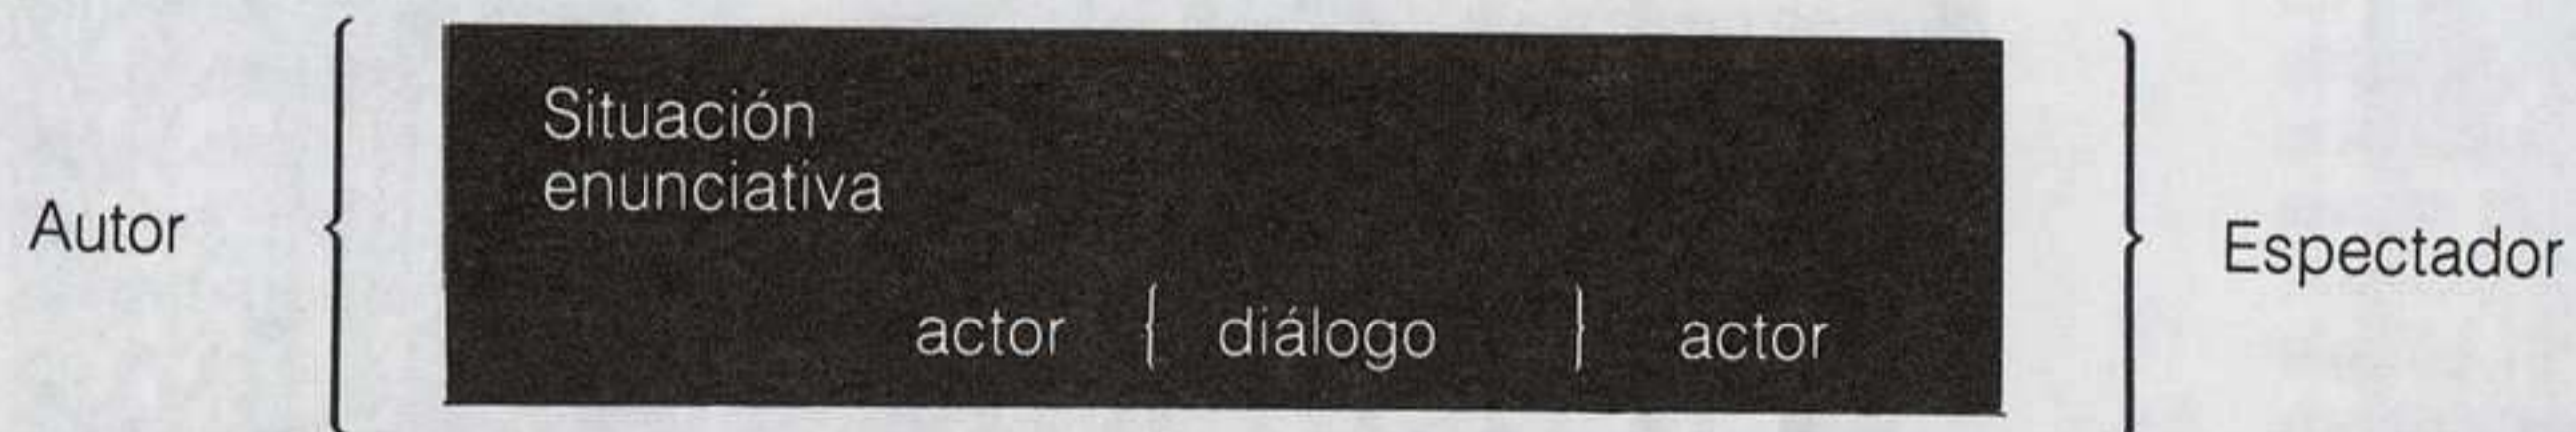 Autor
Situación
enunciativa
actor { diálogo } actor
Espectador